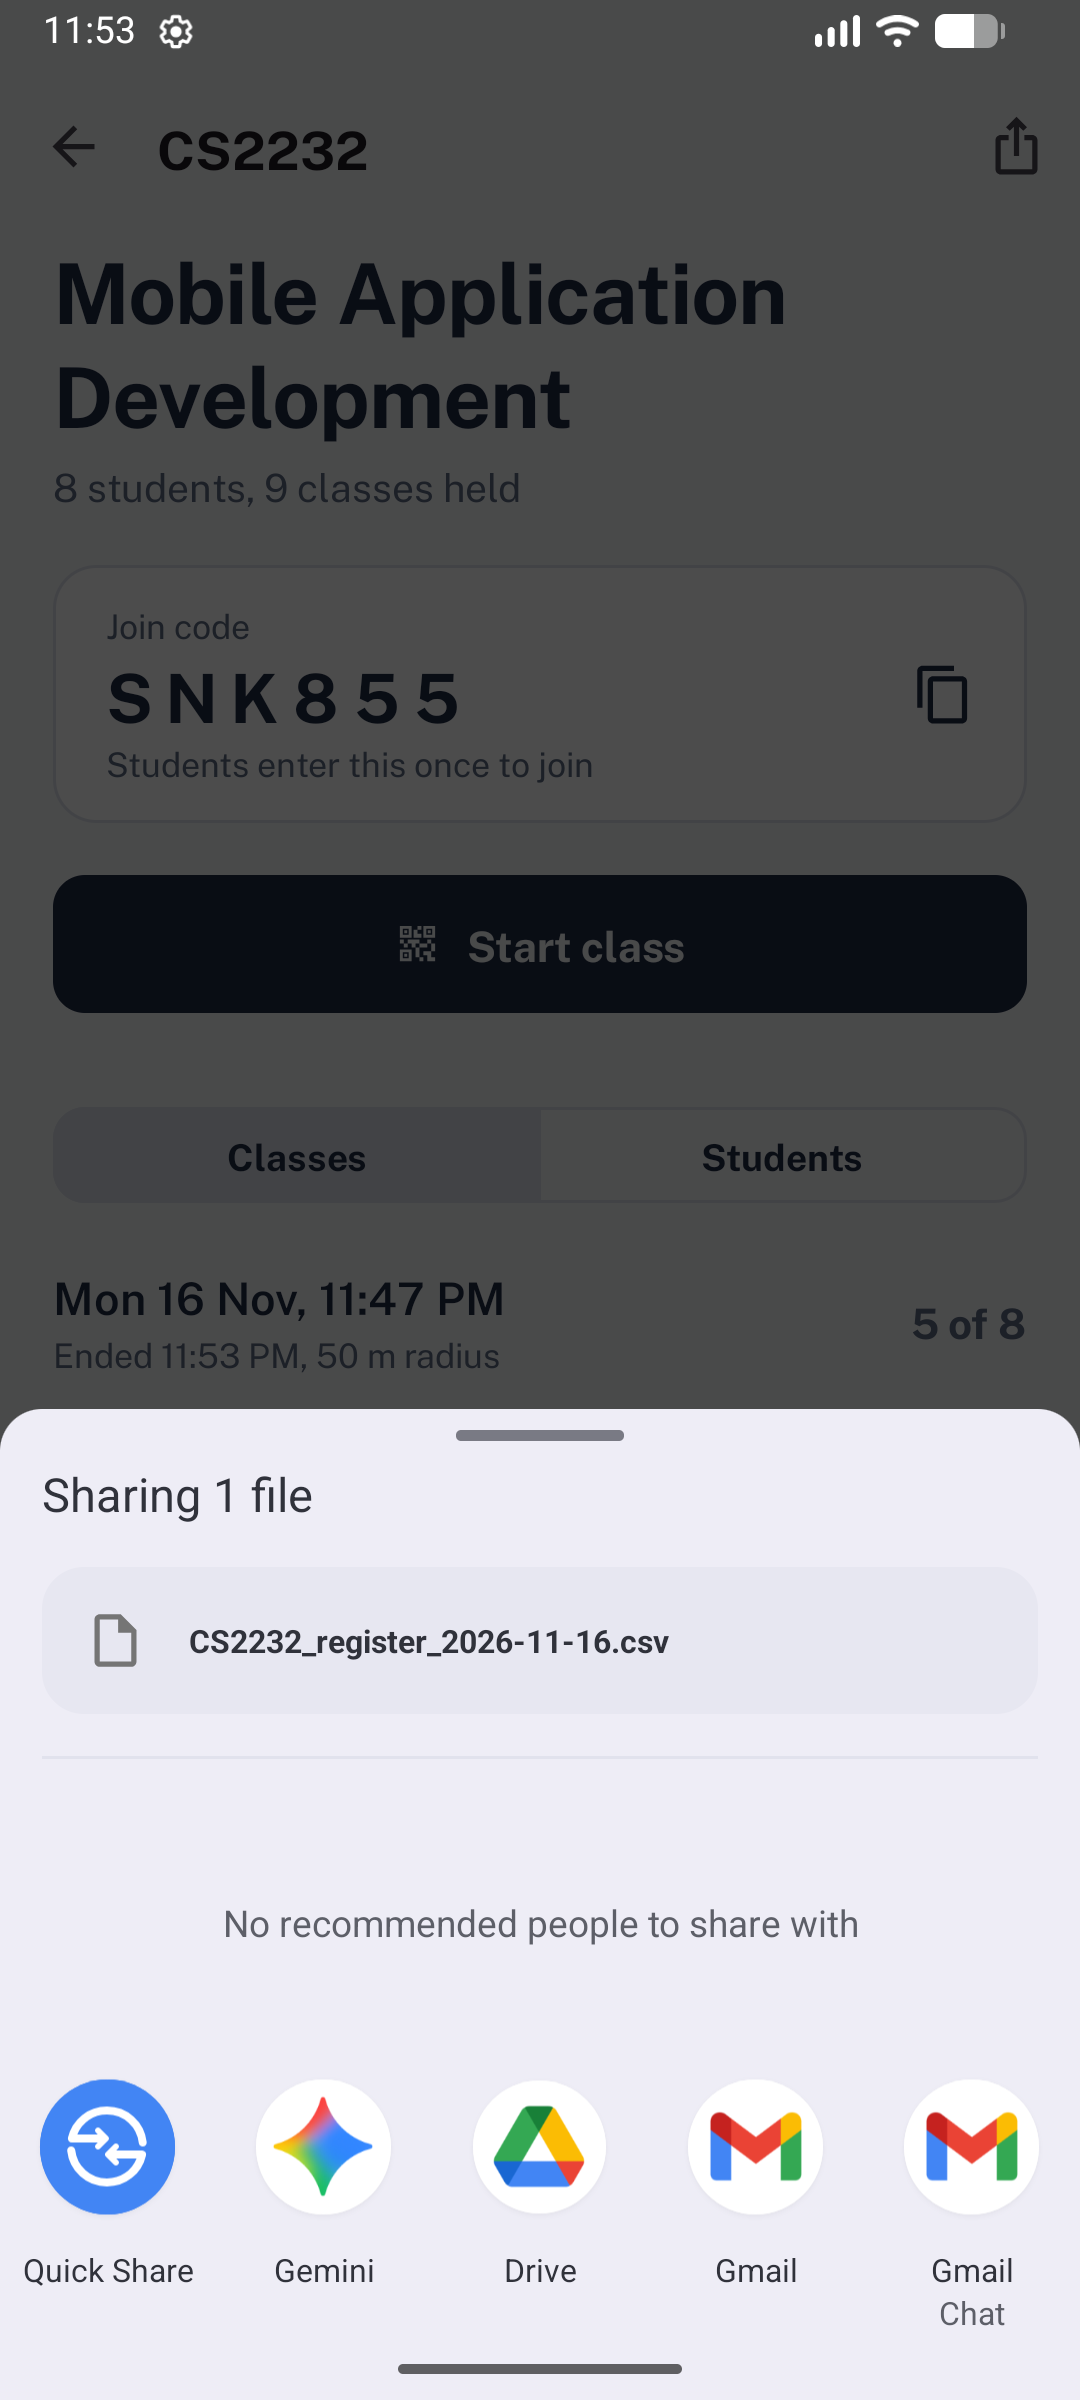 11:53
CS2232
Mobile Application
Development
8 students, 9 classes held
Join code
SNK855
Students enter this once to join
Start class
Classes
Students
Mon 16 Nov, 11:47 PM
5 of 8
Ended 11:53 PM, 50 m radius
Sharing 1 file
CS2232_register_2026-11-16.csv
No recommended people to share with
Quick Share
Gemini
Drive
Gmail
Gmail
Chat